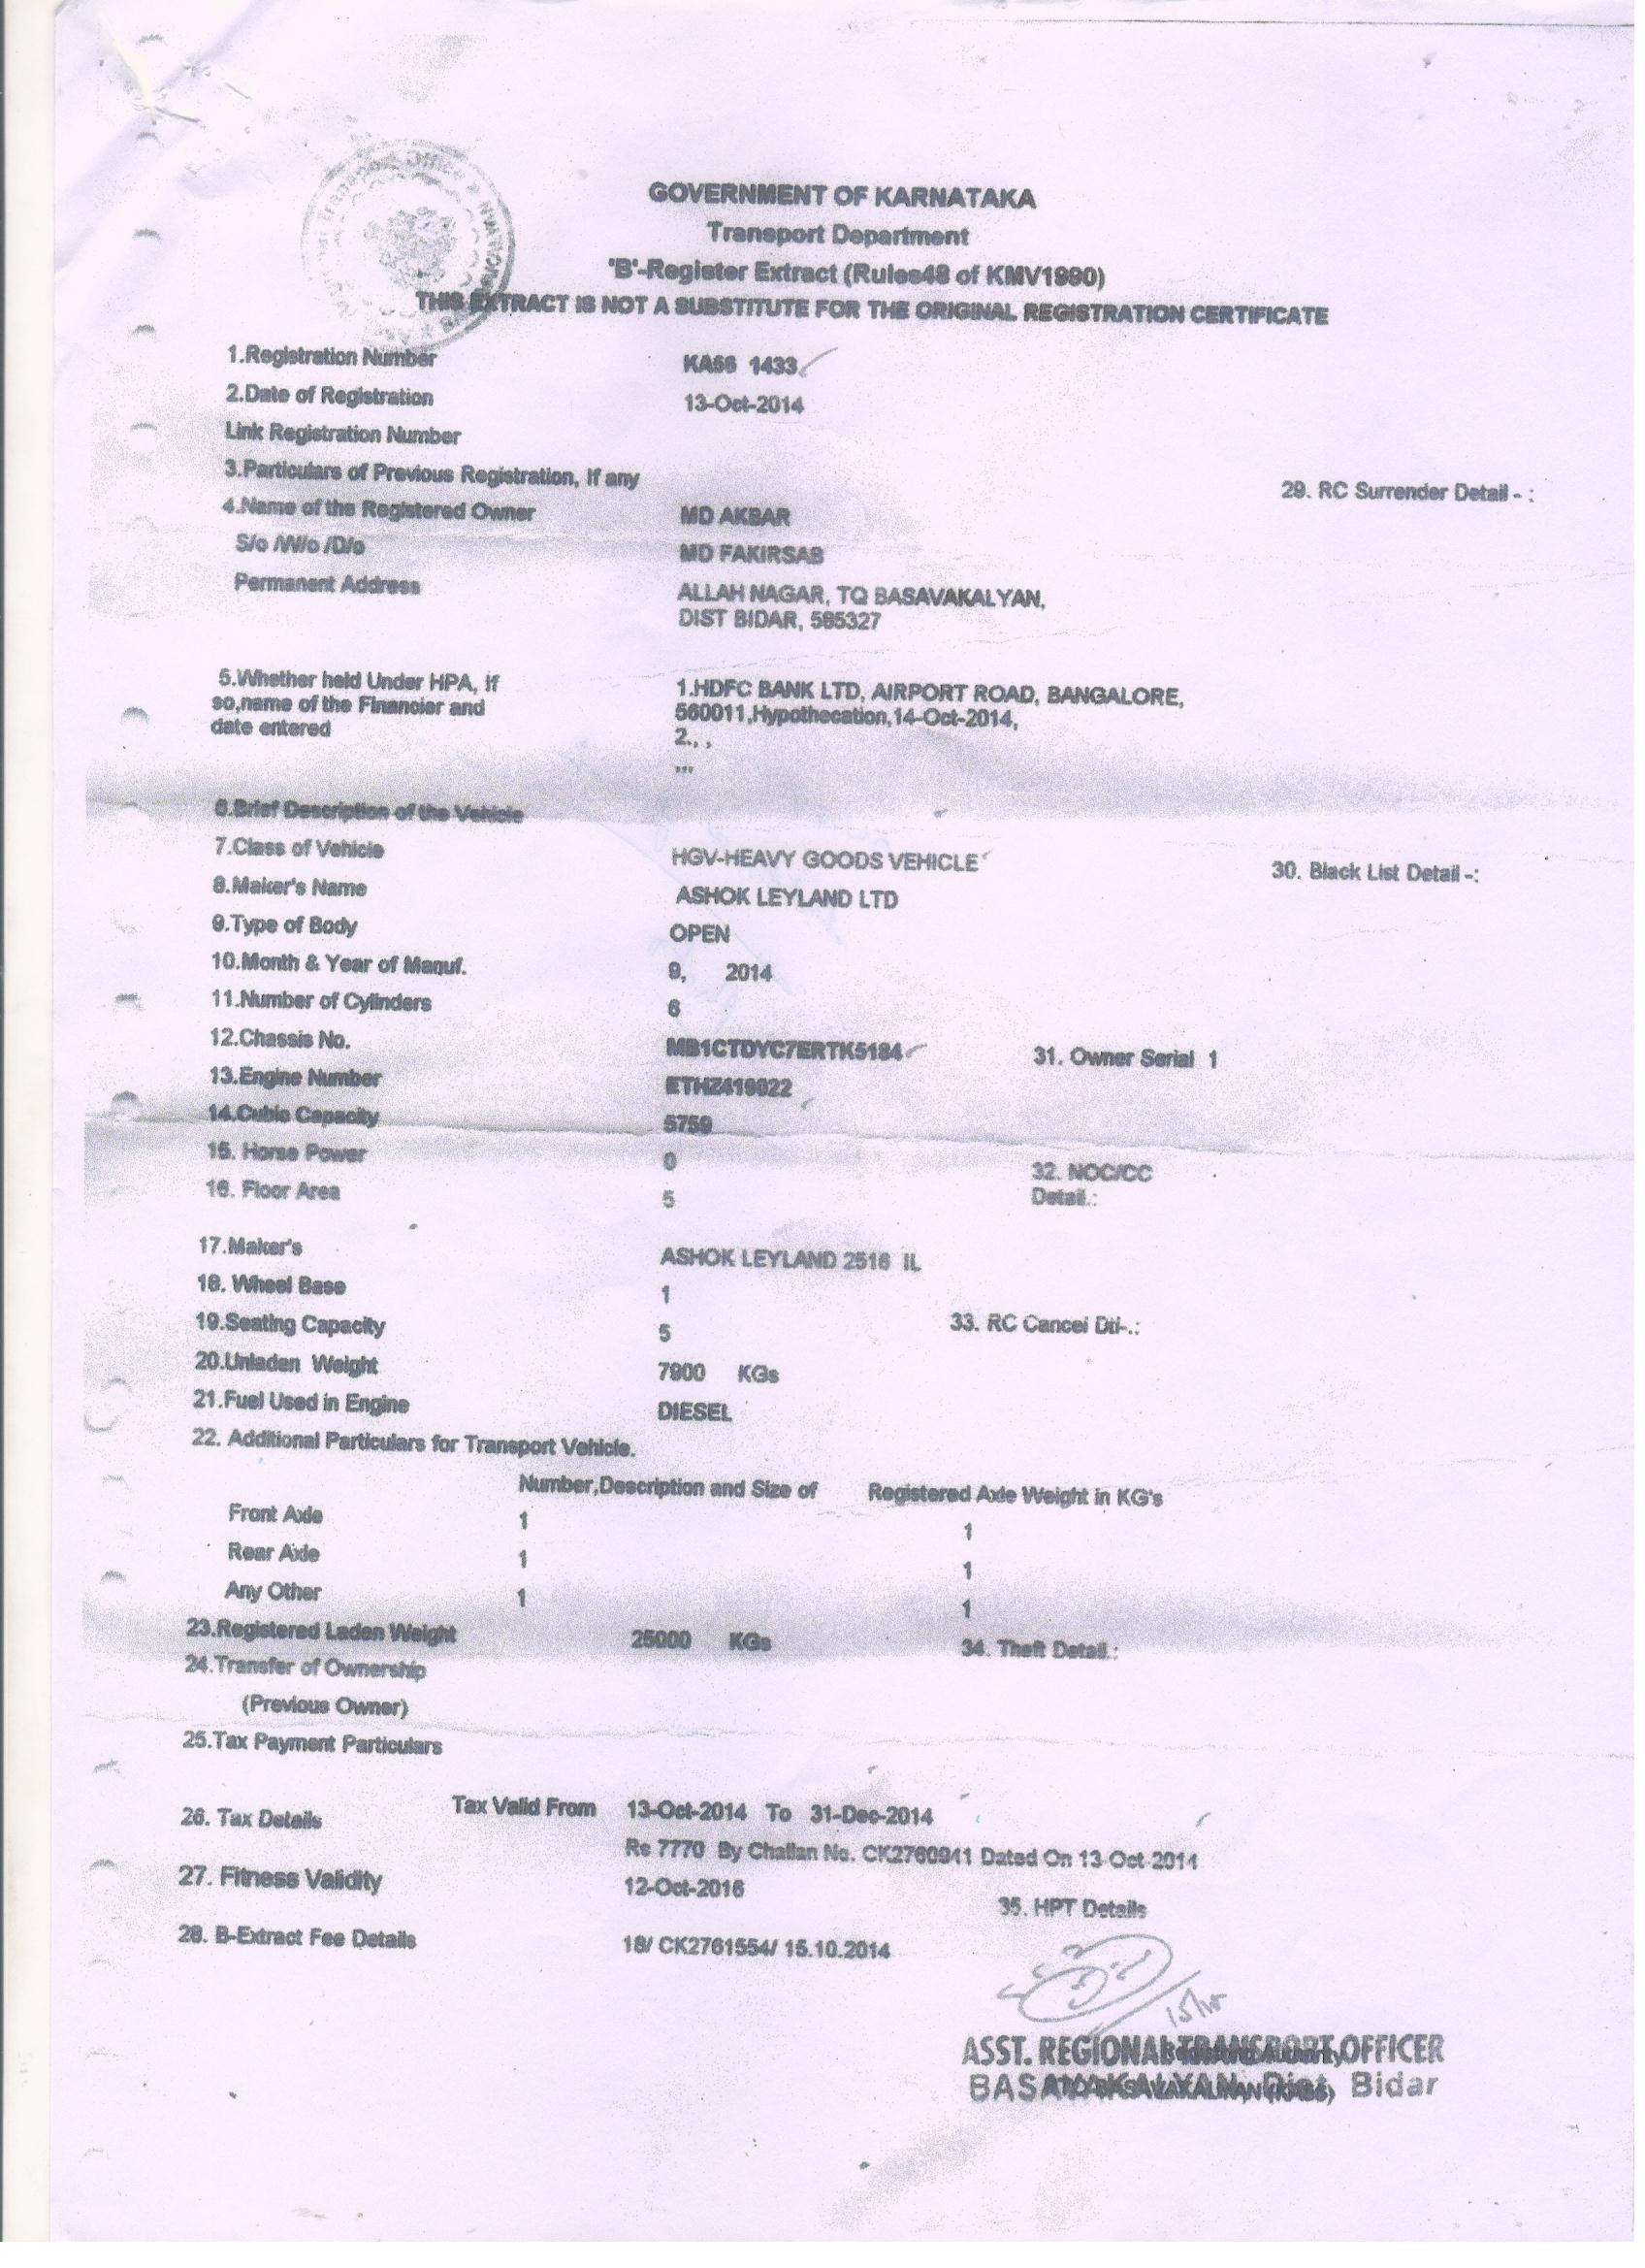 GOVERNMENT OF KARNATAKA
Transport Department
'B'-Register Extract (Rules48 of KMV1990)
THIS EXTRACT IS NOT A SUBSTITUTE FOR THE ORIGINAL REGISTRATION CERTIFICATE
1.Registration Number KA56 1433
2.Date of Registration 13-Oct-2014
Link Registration Number
3.Particulars of Previous Registration, If any
29. RC Surrender Detail - :
4.Name of the Registered Owner MD AKBAR
S/o /W/o /D/o MD FAKIRSAB
Permanent Address ALLAH NAGAR, TQ BASAVAKALYAN,
DIST BIDAR, 585327
5.Whether held Under HPA, If 1.HDFC BANK LTD, AIRPORT ROAD, BANGALORE,
so,name of the Financier and 560011,Hypothecation,14-Oct-2014,
date entered 2., ,
,,,
6.Brief Description of the Vehicle
7.Class of Vehicle HGV-HEAVY GOODS VEHICLE
30. Black List Detail -:
8.Maker's Name ASHOK LEYLAND LTD
9.Type of Body OPEN
10.Month & Year of Manuf. 9, 2014
11.Number of Cylinders 6
12.Chassis No. MB1CTDYC7ERTK5184
31. Owner Serial 1
13.Engine Number ETHZ419022
14.Cubic Capacity 5759
15. Horse Power 0
32. NOC/CC
Detail.:
16. Floor Area 5
17.Maker's ASHOK LEYLAND 2516 IL
18. Wheel Base 1
19.Seating Capacity 5
33. RC Cancel Dtl-.:
20.Unladen Weight 7900 KGs
21.Fuel Used in Engine DIESEL
22. Additional Particulars for Transport Vehicle.
Number,Description and Size of Registered Axle Weight in KG's
Front Axle 1 1
Rear Axle 1 1
Any Other 1 1
23.Registered Laden Weight 25000 KGs
34. Theft Detail.:
24.Transfer of Ownership
(Previous Owner)
25.Tax Payment Particulars
26. Tax Details Tax Valid From 13-Oct-2014 To 31-Dec-2014
Rs 7770 By Challan No. CK2760941 Dated On 13-Oct-2014
27. Fitness Validity 12-Oct-2016
35. HPT Details
28. B-Extract Fee Details 18/ CK2761554/ 15.10.2014
15/10
ASST. REGIONAL TRANSPORT OFFICER
BASAVAKALYAN, Dist. Bidar